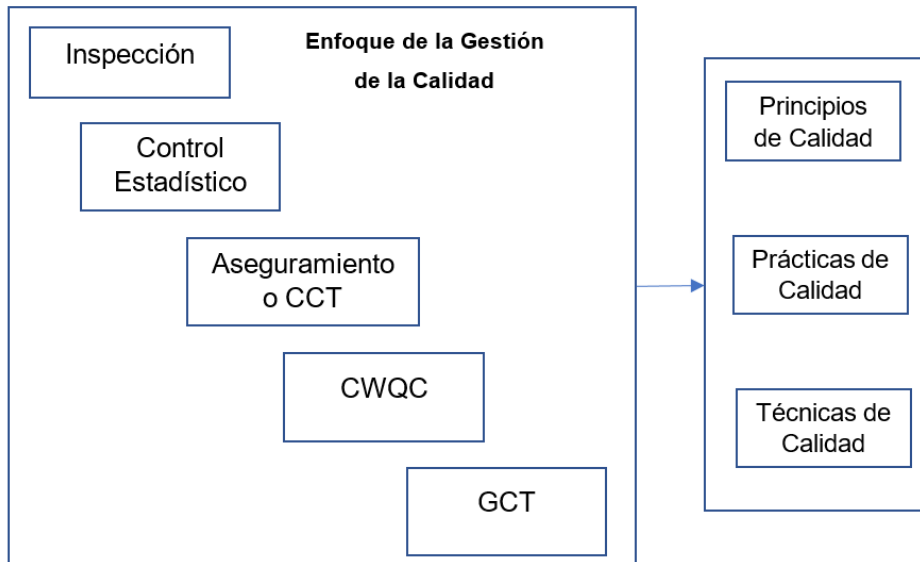 Inspección
Enfoque de la Gestión
de la Calidad
Control
Estadístico
Aseguramiento
o CCT
CWQC
GCT
Principios
de Calidad
Prácticas de
Calidad
Técnicas de
Calidad